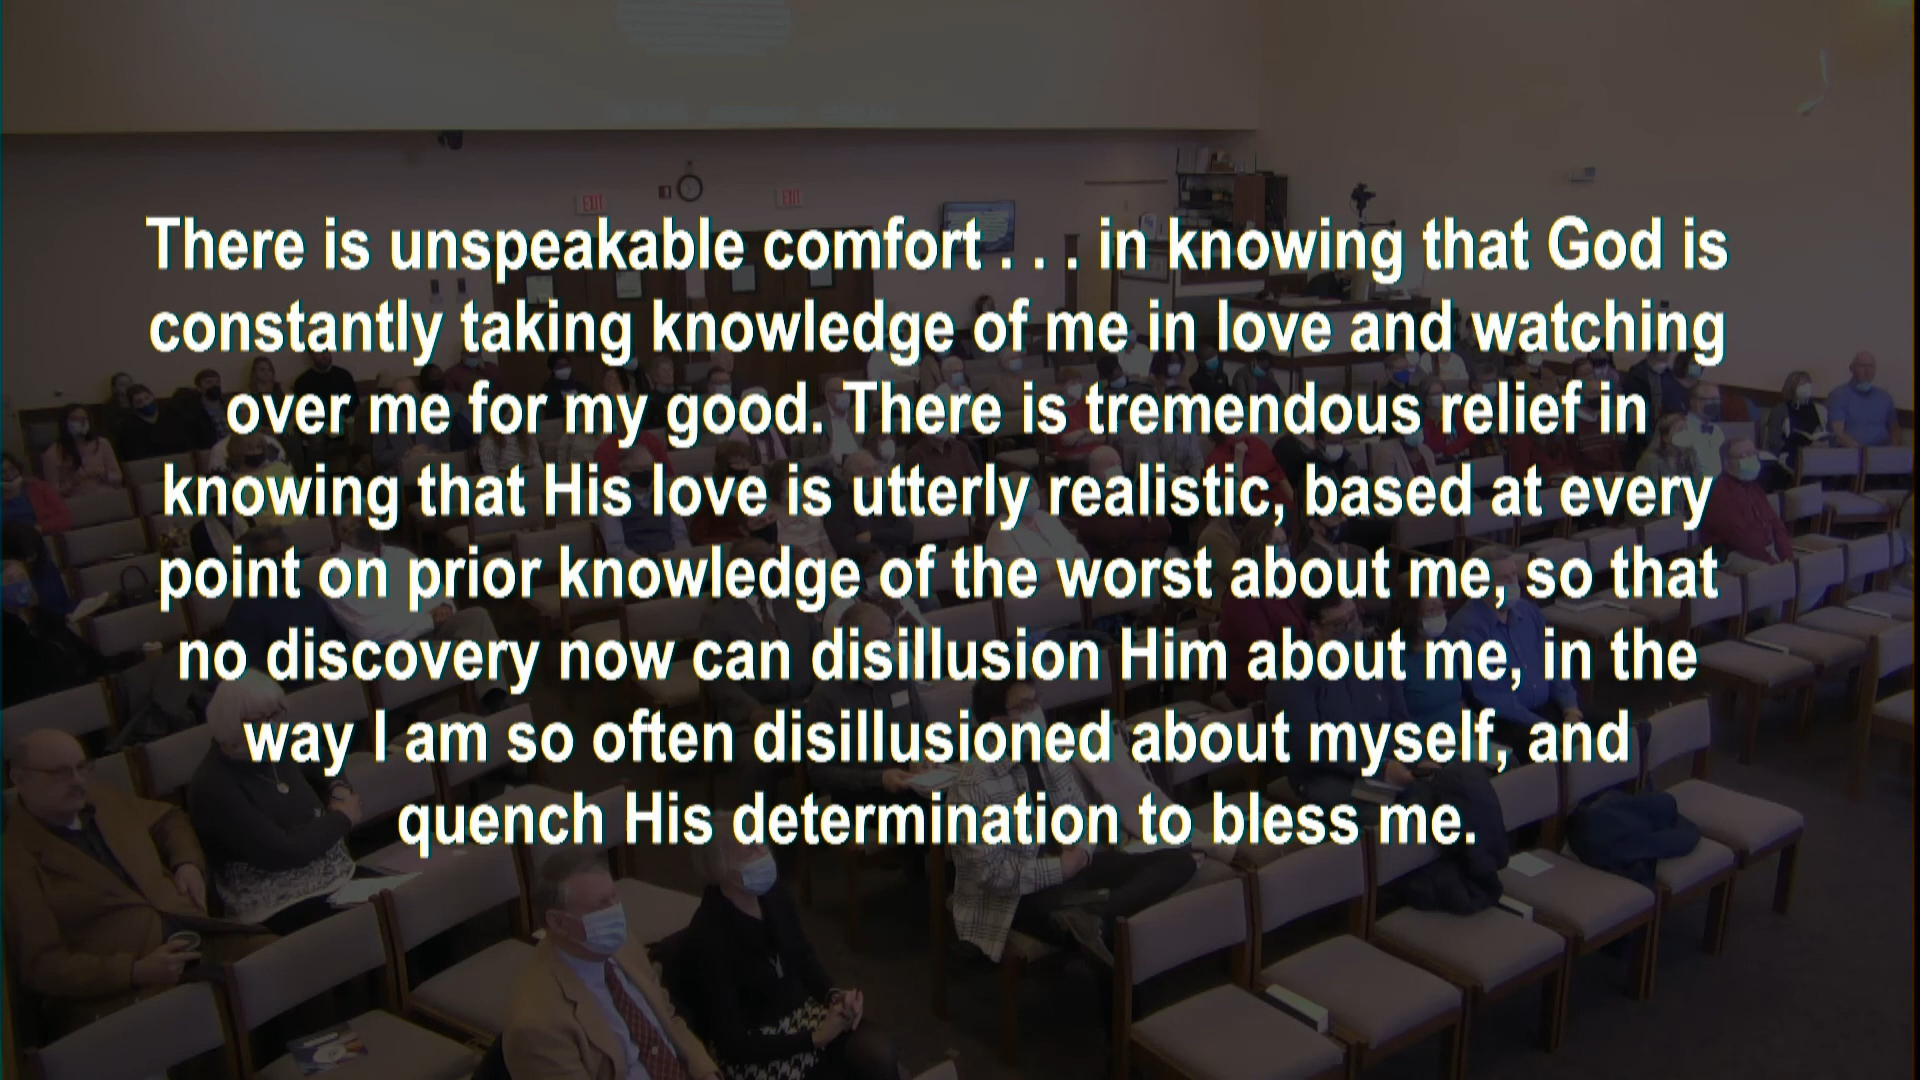 EXIT
EXIT
There is unspeakable comfort . . . in knowing that God is
constantly taking knowledge of me in love and watching
over me for my good. There is tremendous relief in
knowing that His love is utterly realistic, based at every
point on prior knowledge of the worst about me, so that
no discovery now can disillusion Him about me, in the
way I am so often disillusioned about myself, and
quench His determination to bless me.